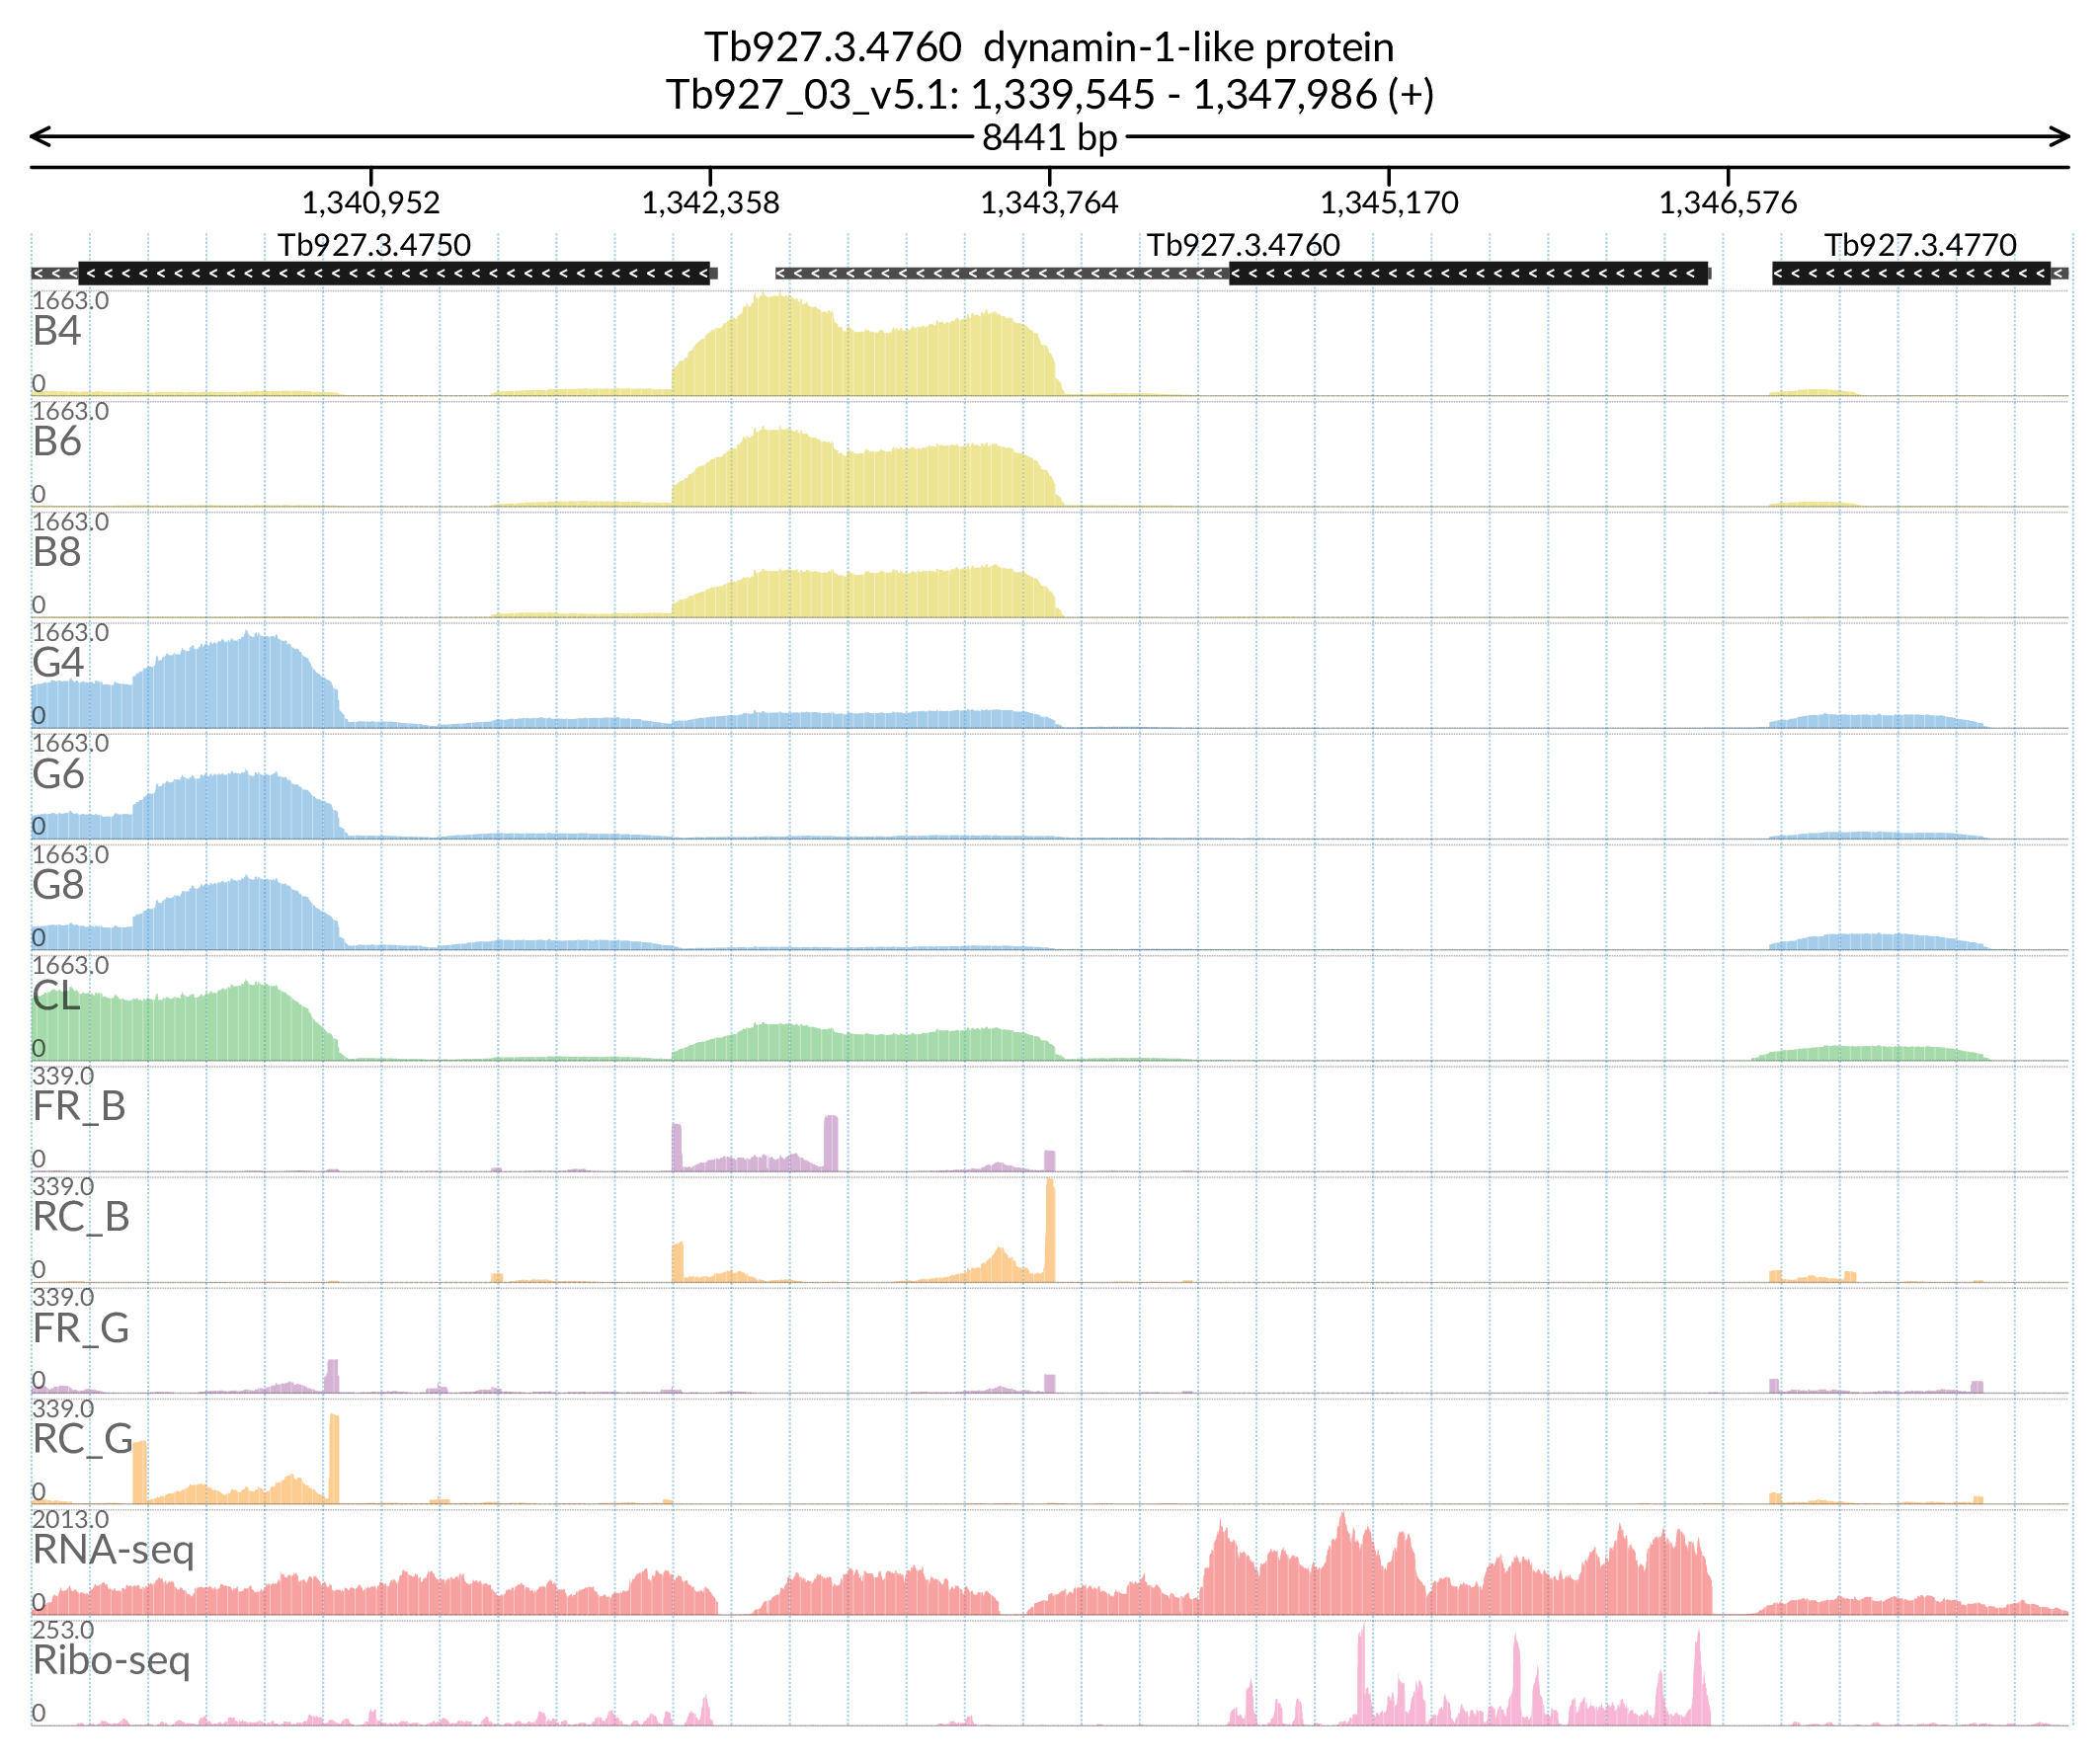 Tb927.3.4760  dynamin-1-like protein
Tb927_03_v5.1: 1,339,545 - 1,347,986 (+)
8441 bp
1,340,952 1,342,358 1,343,764 1,345,170 1,346,576
Tb927.3.4750 Tb927.3.4760 Tb927.3.4770
1663.0
B4
0
1663.0
B6
0
1663.0
B8
0
1663.0
G4
0
1663.0
G6
0
1663.0
G8
0
1663.0
CL
0
339.0
FR_B
0
339.0
RC_B
0
339.0
FR_G
0
339.0
RC_G
0
2013.0
RNA-seq
0
253.0
Ribo-seq
0